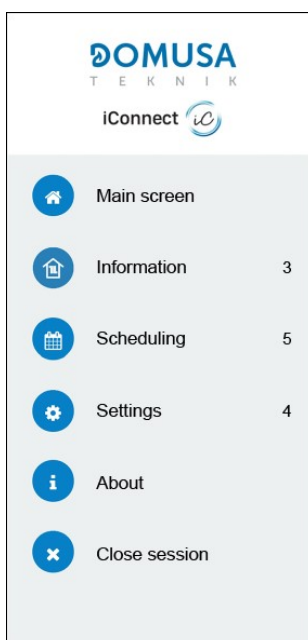 DOMUSA
TEKNIK
iConnect iC
Main screen
Information 3
Scheduling 5
Settings 4
About
Close session